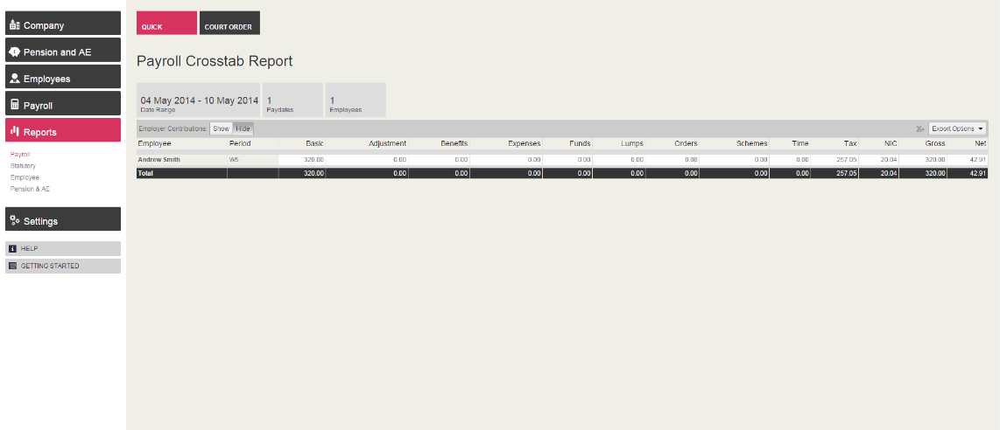 Company
Pension and AE
Employees
Payroll
Reports
Payroll
Statutory
Employee
Pension & AE
Settings
HELP
GETTING STARTED
QUICK COURT ORDER
Payroll Crosstab Report
04 May 2014 - 10 May 2014 1 1
Date Range Paydates Employees
Employer Contributions: Show Hide Export Options
Employee Period Basic Adjustment Benefits Expenses Funds Lumps Orders Schemes Time Tax NIC Gross Net
Andrew Smith W5 320.00 0.00 0.00 0.00 0.00 0.00 0.00 0.00 0.00 257.05 20.04 320.00 42.91
Total 320.00 0.00 0.00 0.00 0.00 0.00 0.00 0.00 0.00 257.05 20.04 320.00 42.91